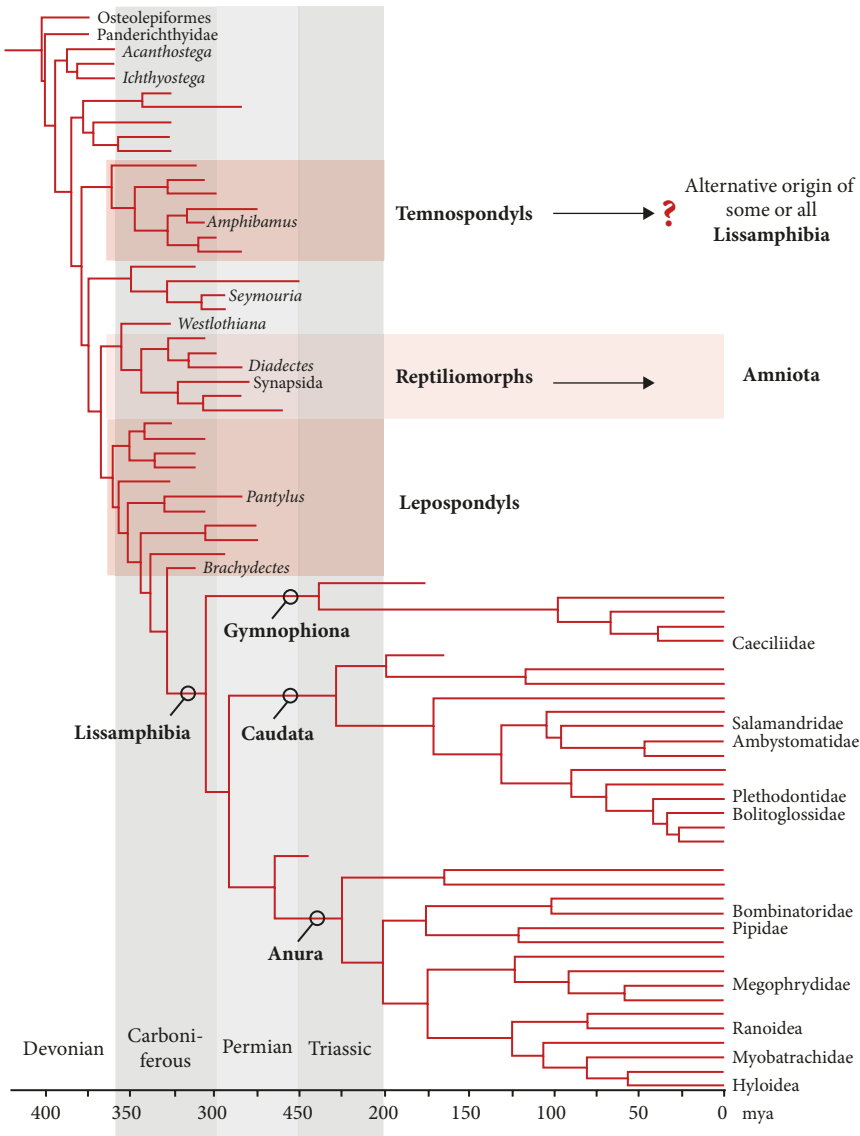 Osteolepiformes
Panderichthyidae
Acanthostega
Ichthyostega
Temnospondyls
?
Alternative origin of
some or all
Lissamphibia
Amphibamus
Seymouria
Westlothiana
Diadectes
Synapsida
Reptiliomorphs
Amniota
Pantylus
Lepospondyls
Brachydectes
Gymnophiona
Caeciliidae
Lissamphibia
Caudata
Salamandridae
Ambystomatidae
Plethodontidae
Bolitoglossidae
Anura
Bombinatoridae
Pipidae
Megophrydidae
Ranoidea
Myobatrachidae
Hyloidea
Devonian
Carboni-
ferous
Permian
Triassic
400 350 300 450 200 150 100 50 0 mya